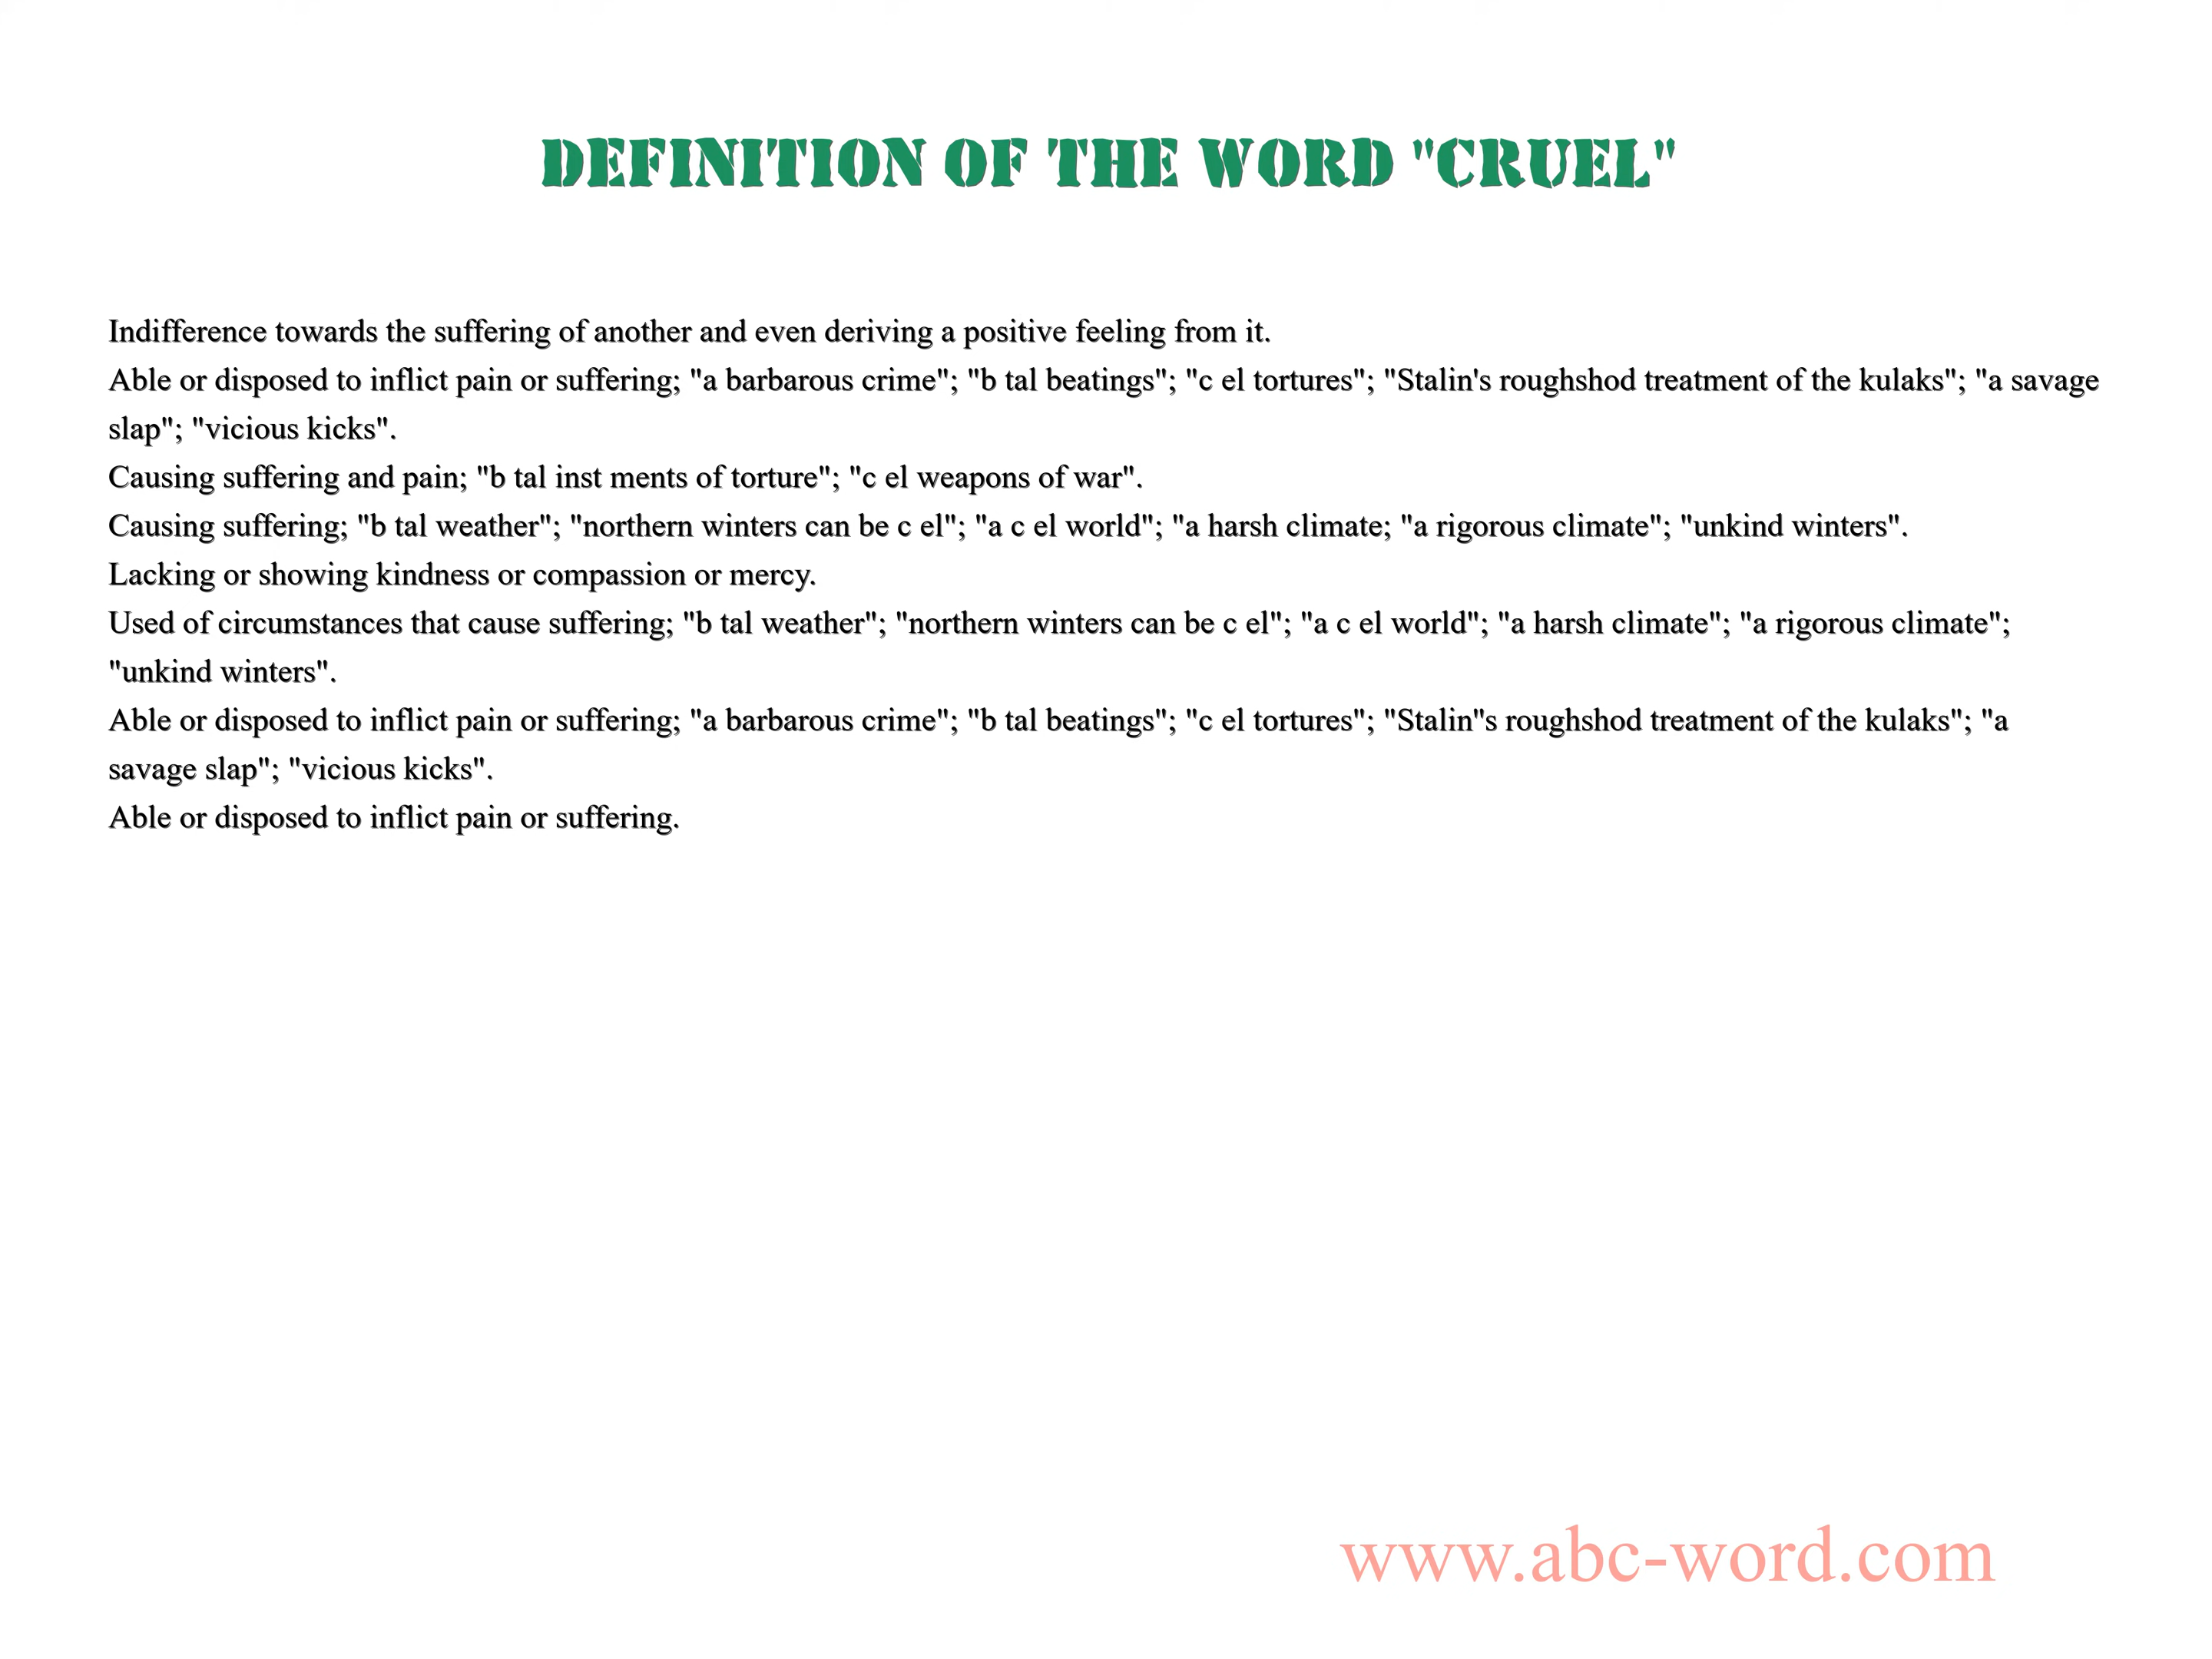 DEFINITION OF THE WORD "CRUEL"
Indifference towards the suffering of another and even deriving a positive feeling from it.
Able or disposed to inflict pain or suffering; "a barbarous crime"; "b tal beatings"; "c el tortures"; "Stalin's roughshod treatment of the kulaks"; "a savage
slap"; "vicious kicks".
Causing suffering and pain; "b tal inst ments of torture"; "c el weapons of war".
Causing suffering; "b tal weather"; "northern winters can be c el"; "a c el world"; "a harsh climate; "a rigorous climate"; "unkind winters".
Lacking or showing kindness or compassion or mercy.
Used of circumstances that cause suffering; "b tal weather"; "northern winters can be c el"; "a c el world"; "a harsh climate"; "a rigorous climate";
"unkind winters".
Able or disposed to inflict pain or suffering; "a barbarous crime"; "b tal beatings"; "c el tortures"; "Stalin''s roughshod treatment of the kulaks"; "a
savage slap"; "vicious kicks".
Able or disposed to inflict pain or suffering.
www.abc-word.com